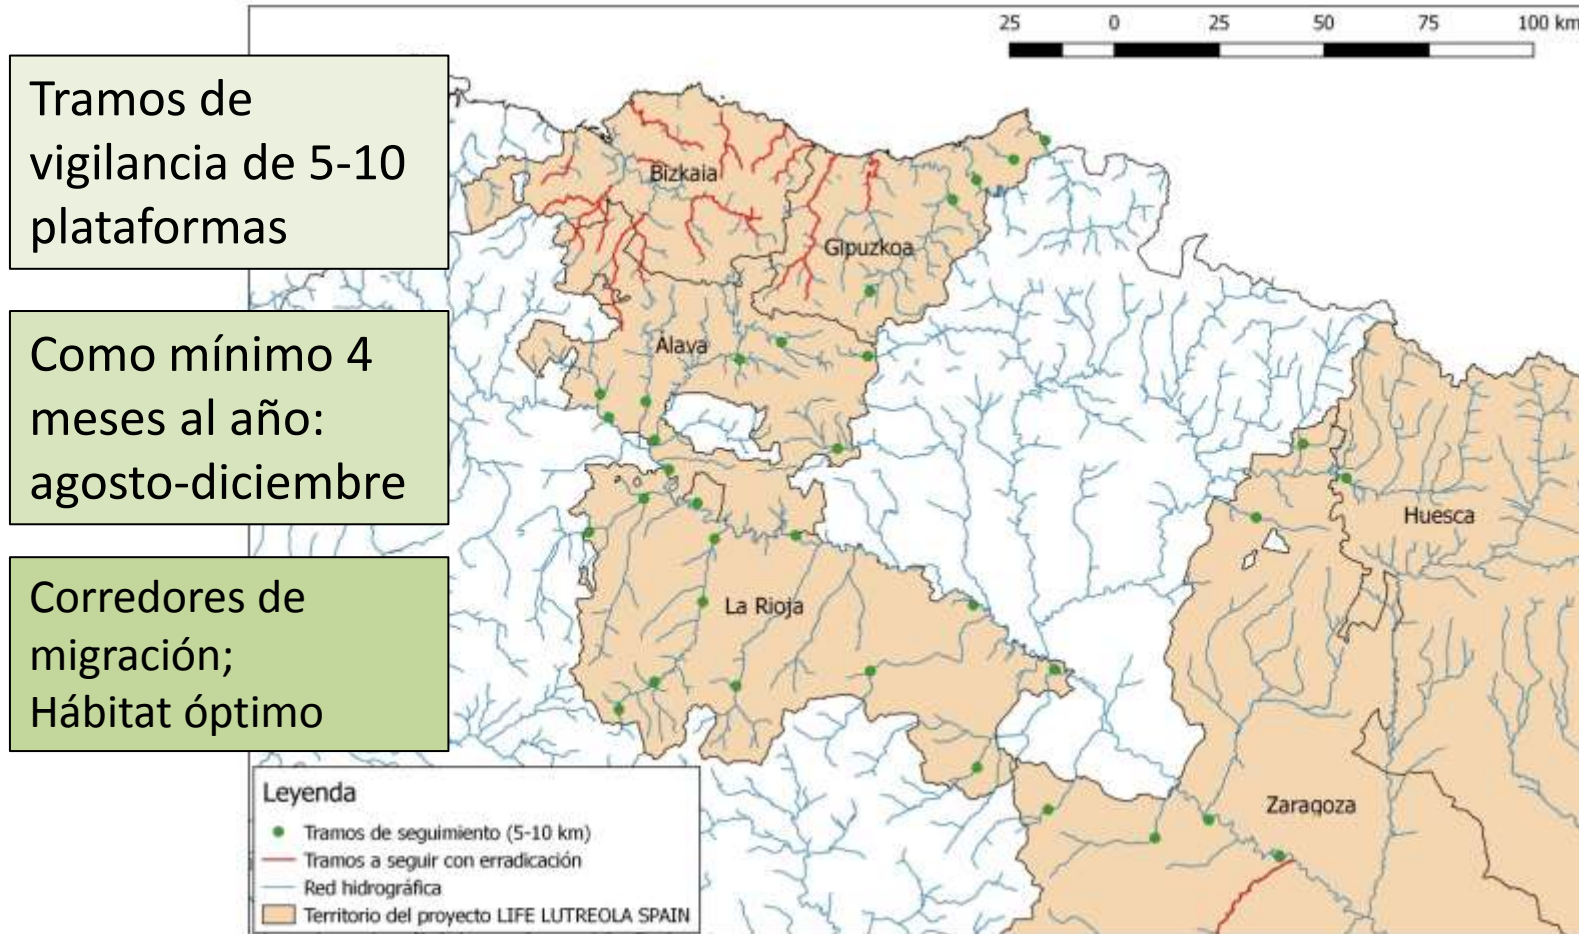 Tramos de
vigilancia de 5-10
plataformas
Como mínimo 4
meses al año:
agosto-diciembre
Corredores de
migración;
Hábitat óptimo
25 0 25 50 75 100 km
Bizkaia
Gipuzkoa
Álava
Huesca
La Rioja
Zaragoza
Leyenda
Tramos de seguimiento (5-10 km)
Tramos a seguir con erradicación
Red hidrográfica
Territorio del proyecto LIFE LUTREOLA SPAIN